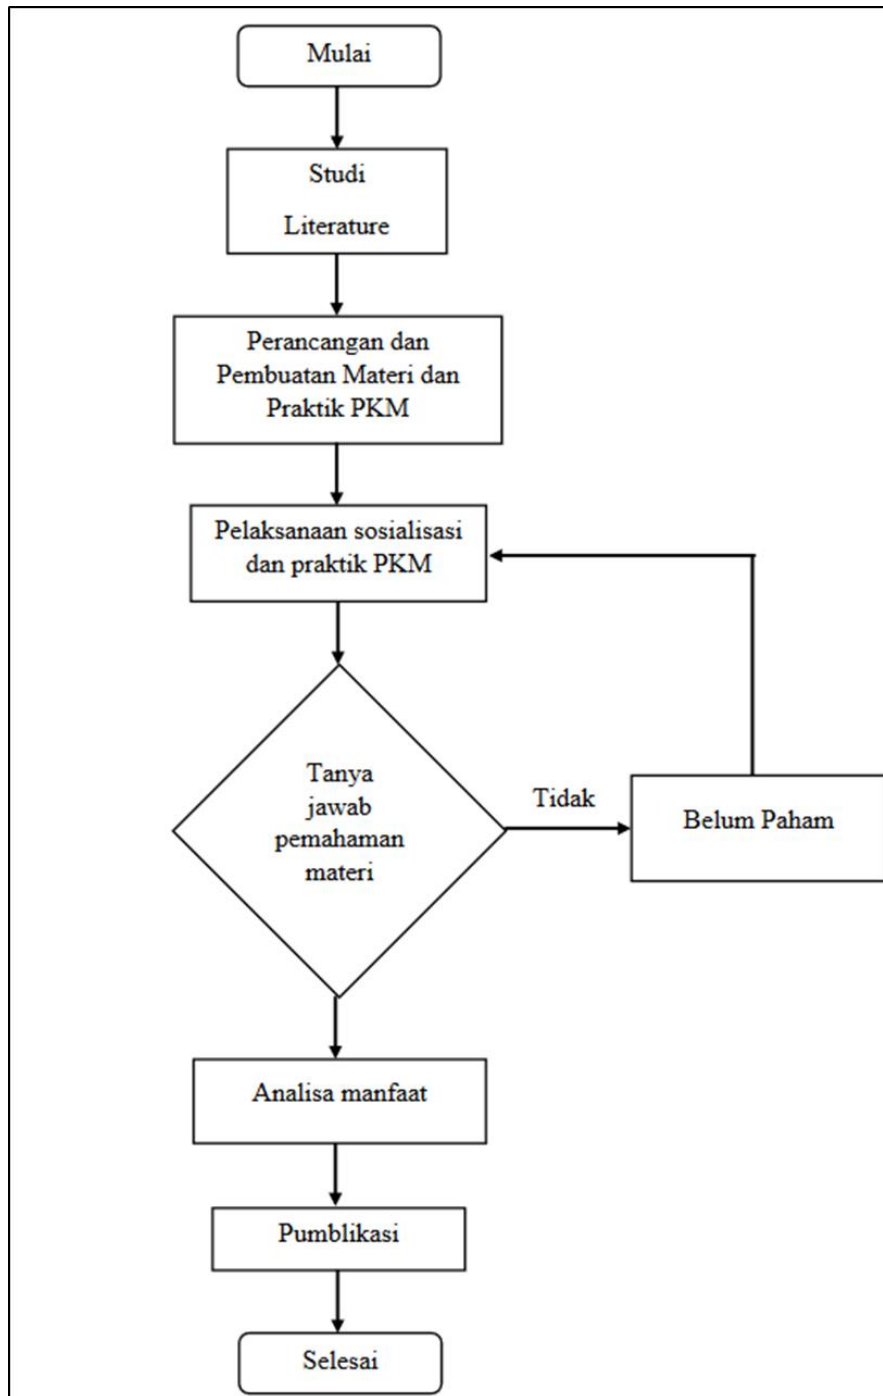 Mulai
Studi
Literature
Perancangan dan
Pembuatan Materi dan
Praktik PKM
Pelaksanaan sosialisasi
dan praktik PKM
Tanya
jawab
pemahaman
materi
Tidak
Belum Paham
Analisa manfaat
Pumblikasi
Selesai